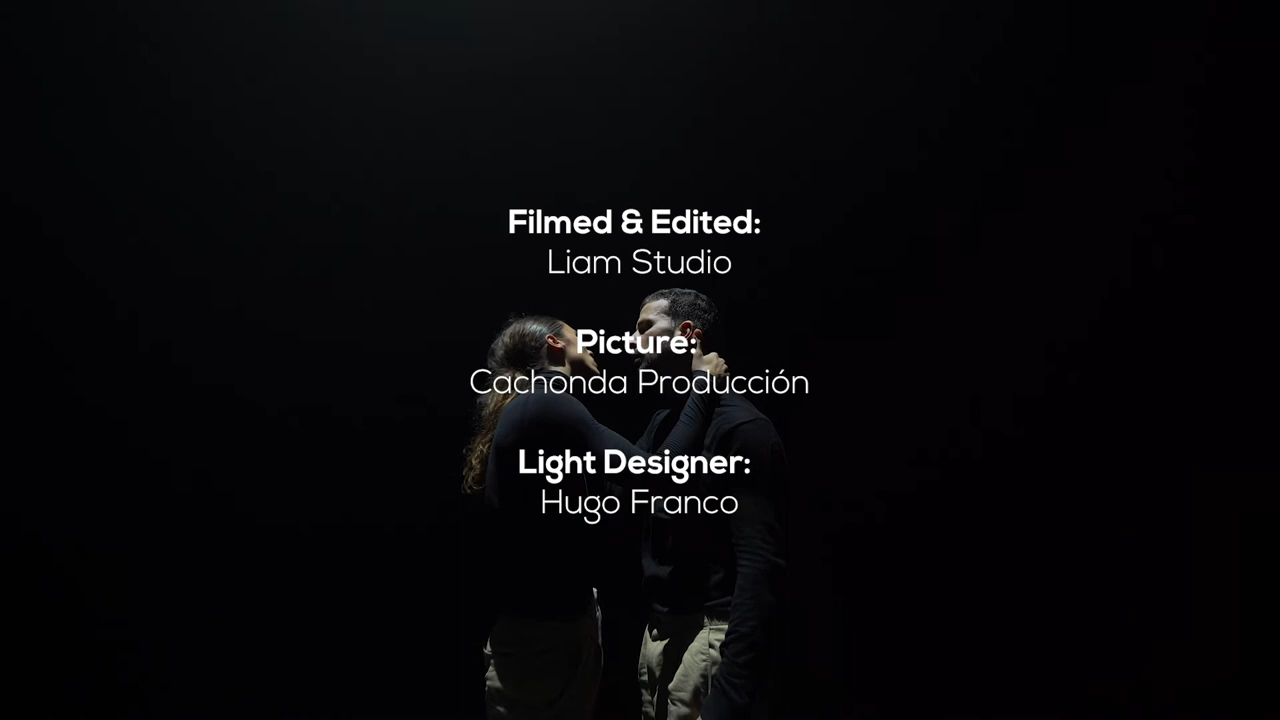 Filmed & Edited:
Liam Studio
Picture:
Cachonda Producción
Light Designer:
Hugo Franco